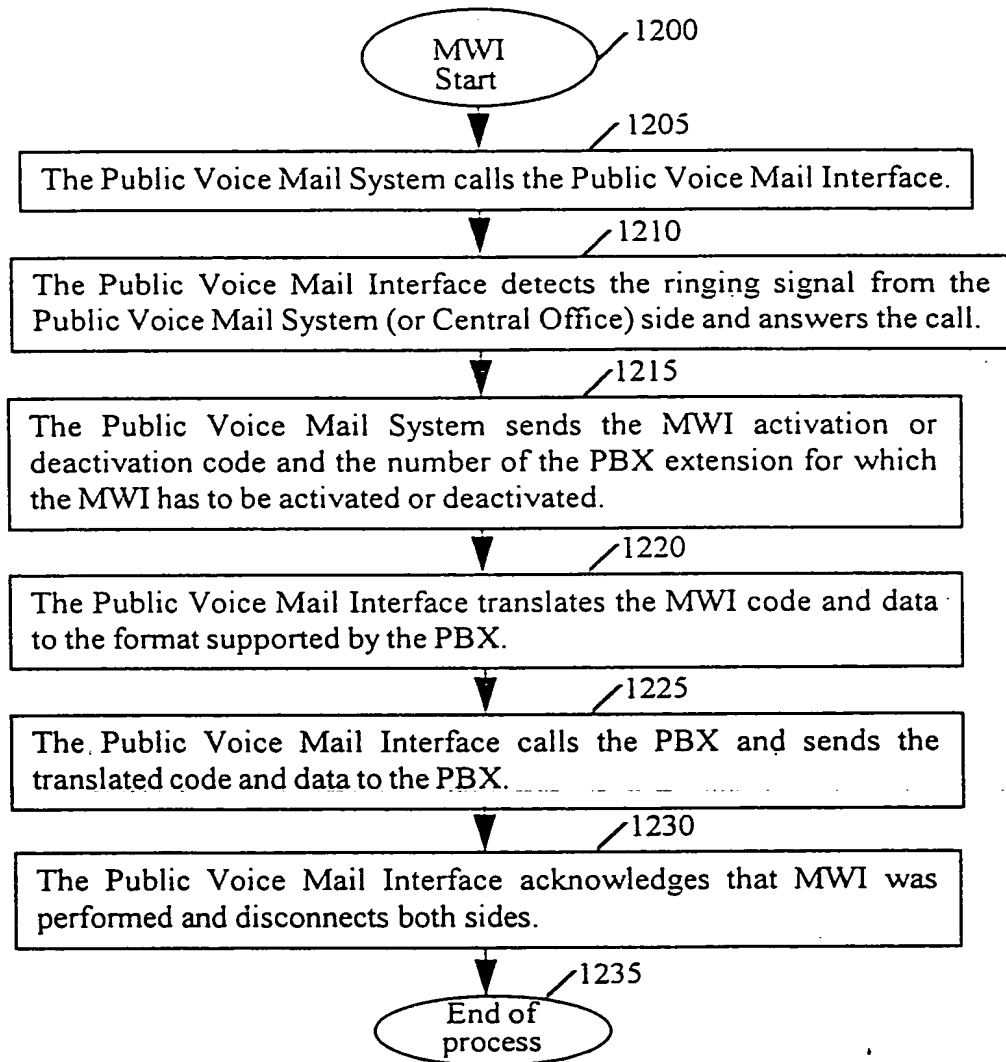 1200
MWI
Start
1205
The Public Voice Mail System calls the Public Voice Mail Interface.
1210
The Public Voice Mail Interface detects the ringing signal from the
Public Voice Mail System (or Central Office) side and answers the call.
1215
The Public Voice Mail System sends the MWI activation or
deactivation code and the number of the PBX extension for which
the MWI has to be activated or deactivated.
1220
The Public Voice Mail Interface translates the MWI code and data
to the format supported by the PBX.
1225
The Public Voice Mail Interface calls the PBX and sends the
translated code and data to the PBX.
1230
The Public Voice Mail Interface acknowledges that MWI was
performed and disconnects both sides.
1235
End of
process